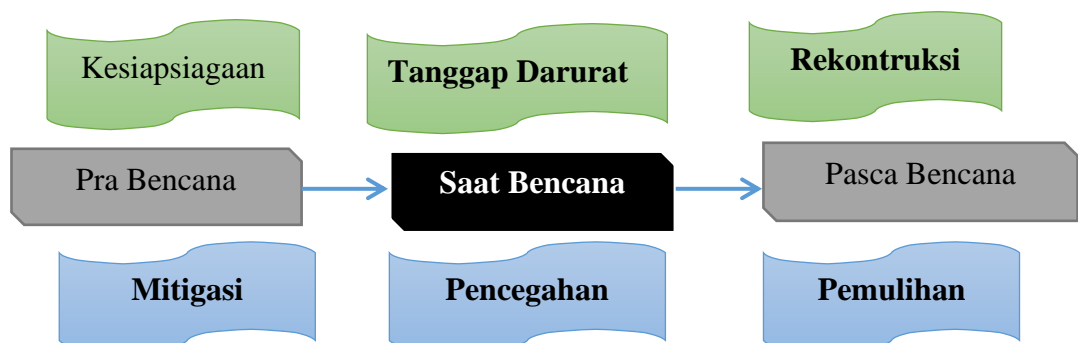 Kesiapsiagaan
Tanggap Darurat
Rekontruksi
Pra Bencana
Saat Bencana
Pasca Bencana
Mitigasi
Pencegahan
Pemulihan